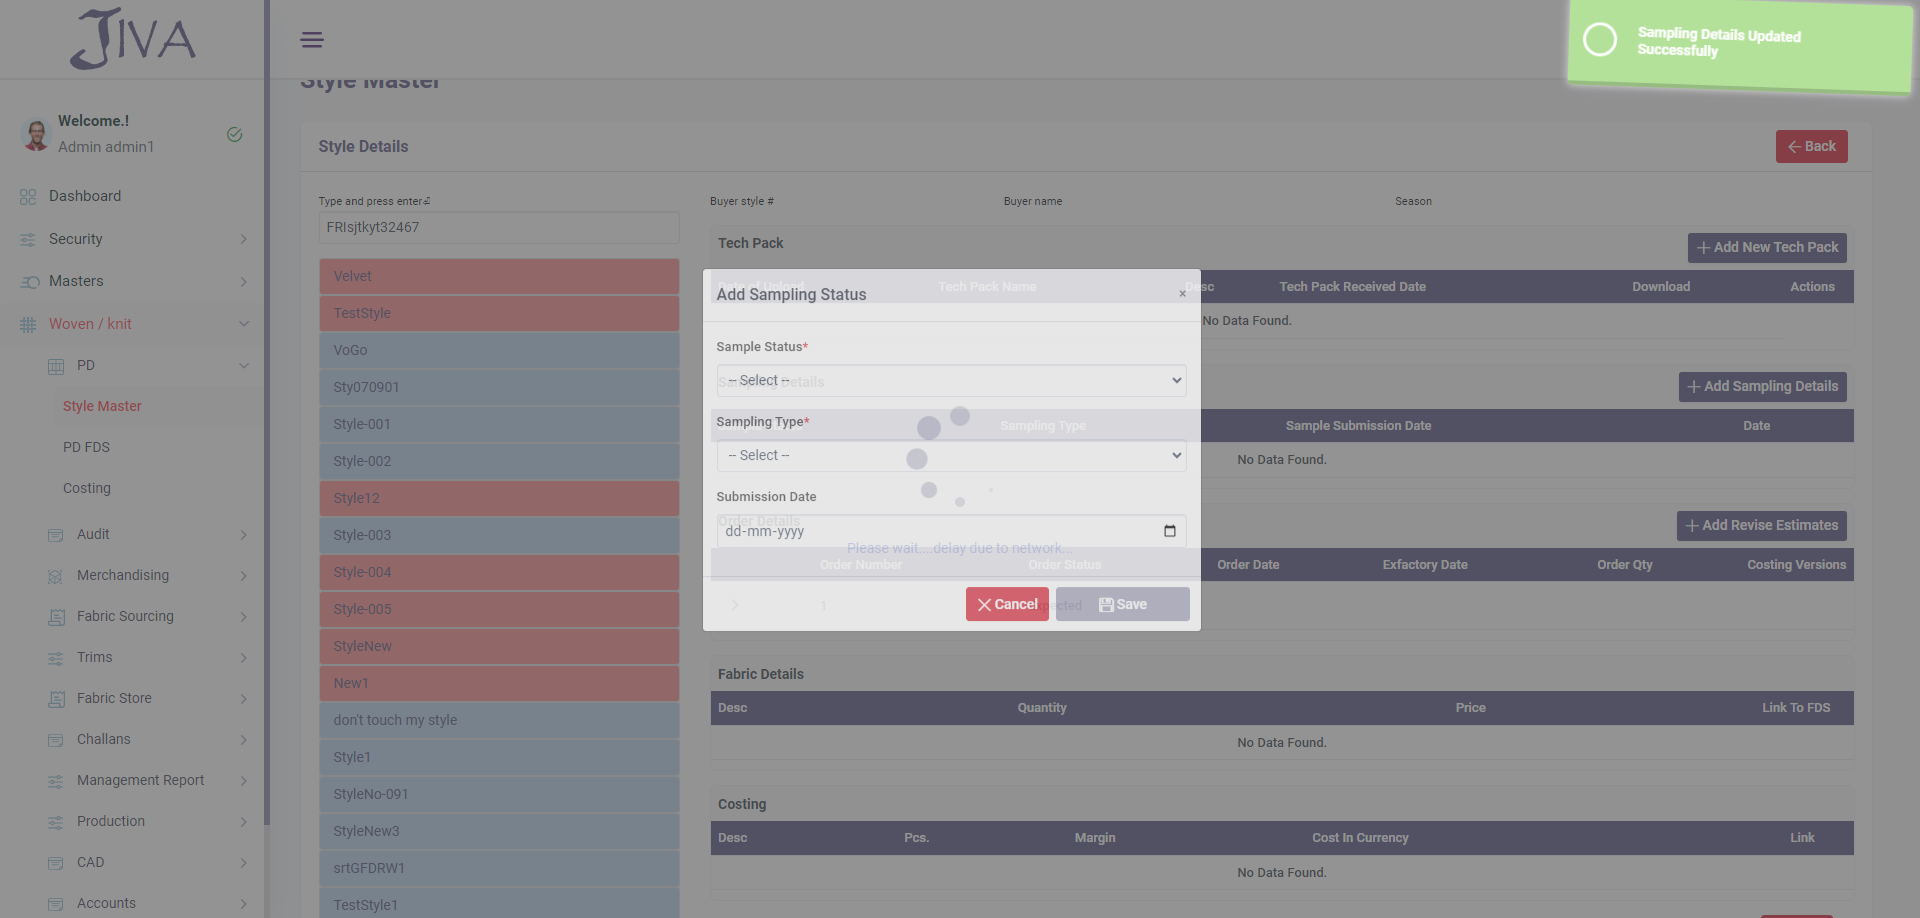 JIVA
Sampling Details Updated
Successfully
Style Master
Welcome.!
Admin admin1
Dashboard
Security
Masters
Woven / knit
PD
Style Master
PD FDS
Costing
Audit
Merchandising
Fabric Sourcing
Trims
Fabric Store
Challans
Management Report
Production
CAD
Accounts
Style Details
Back
Type and press enter
FRIsjtkyt32467
Velvet
TestStyle
VoGo
Sty070901
Style-001
Style-002
Style12
Style-003
Style-004
Style-005
StyleNew
New1
don't touch my style
Style1
StyleNo-091
StyleNew3
srtGFDRW1
TestStyle1
Buyer style # Buyer name Season
Tech Pack
Add New Tech Pack
Date of Upload Tech Pack Name Desc Tech Pack Received Date Download Actions
No Data Found.
Add Sampling Status
×
Sample Status*
-- Select --
Sampling Type*
-- Select --
Submission Date
dd-mm-yyyy
Please wait....delay due to network...
Cancel Save
Sampling Details
Add Sampling Details
Sampling Type Sample Submission Date Date
No Data Found.
Order Details
Add Revise Estimates
Order Number Order Status Order Date Exfactory Date Order Qty Costing Versions
1
Fabric Details
Desc Quantity Price Link To FDS
No Data Found.
Costing
Desc Pcs. Margin Cost In Currency Link
No Data Found.